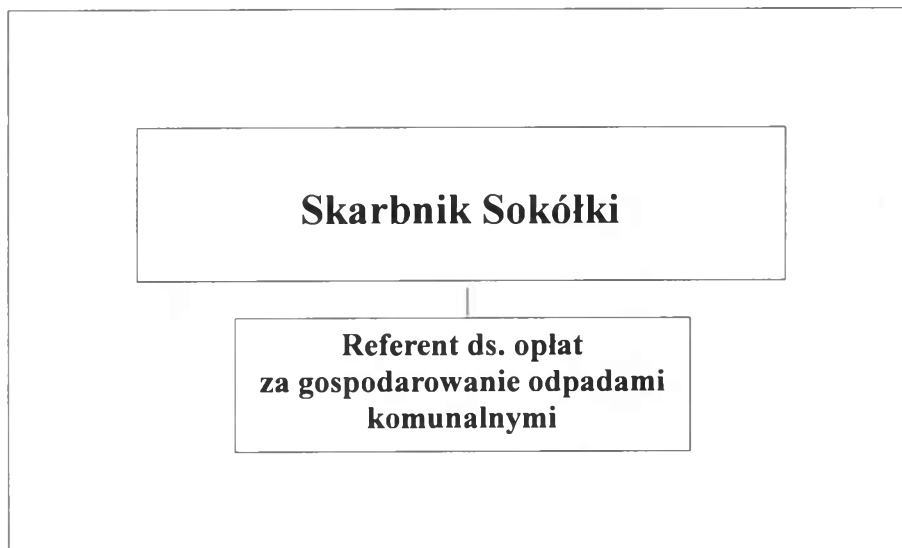 Skarbnik Sokółki
Referent ds. opłat
za gospodarowanie odpadami
komunalnymi